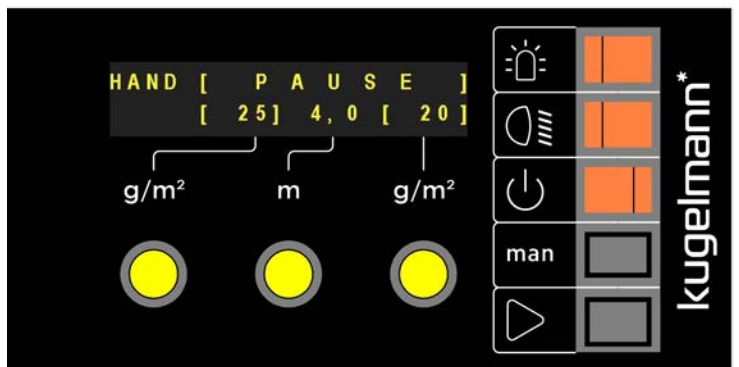 HAND [ P A U S E ]
[ 25] 4,0 [ 20]
g/m² m g/m²
man
kugelmann*